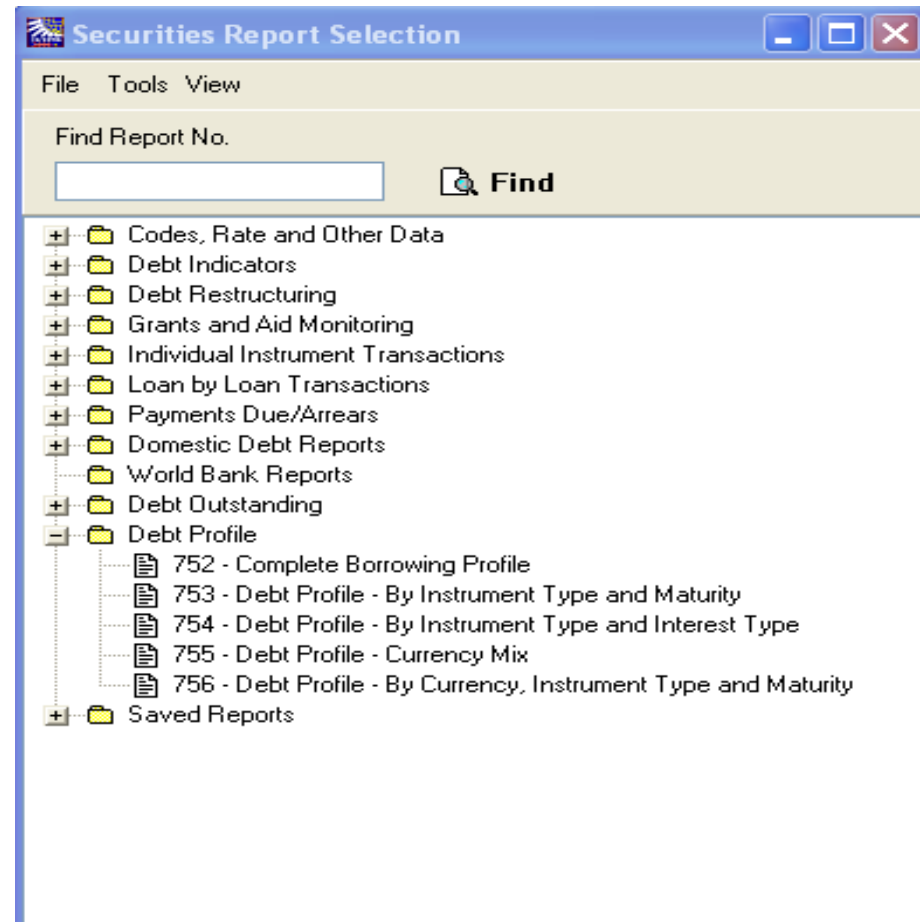 Securities Report Selection
File Tools View
Find Report No.
Find
Codes, Rate and Other Data
Debt Indicators
Debt Restructuring
Grants and Aid Monitoring
Individual Instrument Transactions
Loan by Loan Transactions
Payments Due/Arrears
Domestic Debt Reports
World Bank Reports
Debt Outstanding
Debt Profile
752 - Complete Borrowing Profile
753 - Debt Profile - By Instrument Type and Maturity
754 - Debt Profile - By Instrument Type and Interest Type
755 - Debt Profile - Currency Mix
756 - Debt Profile - By Currency, Instrument Type and Maturity
Saved Reports